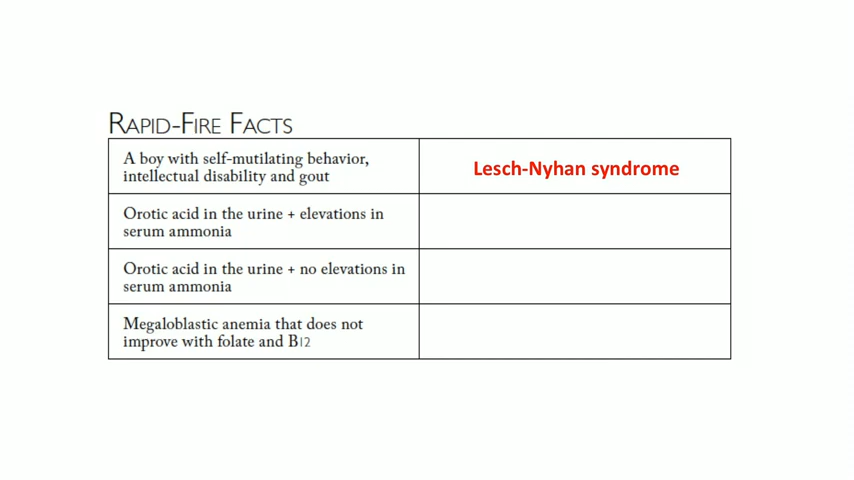 RAPID-FIRE FACTS
A boy with self-mutilating behavior,
intellectual disability and gout
Lesch-Nyhan syndrome
Orotic acid in the urine + elevations in
serum ammonia
Orotic acid in the urine + no elevations in
serum ammonia
Megaloblastic anemia that does not
improve with folate and B12